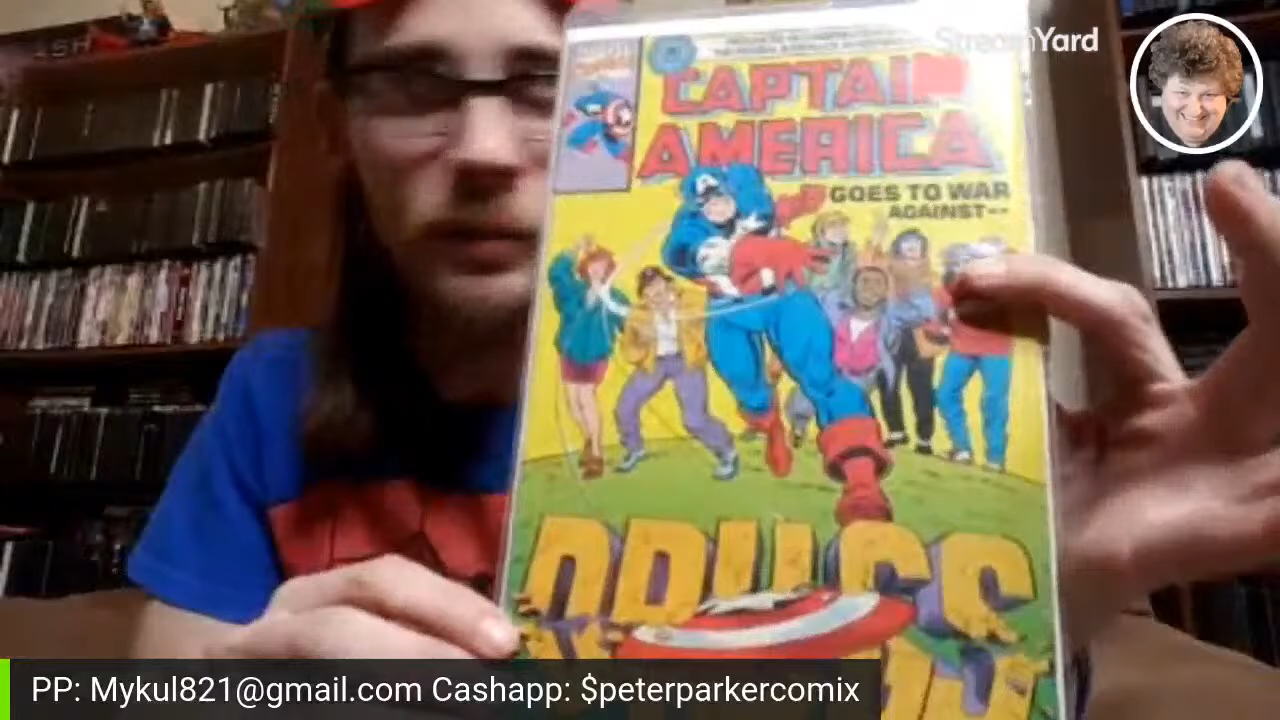 StreamYard
CAPTAIN
AMERICA
GOES TO WAR
AGAINST--
DRUGS
PP: Mykul821@gmail.com Cashapp: $peterparkercomix